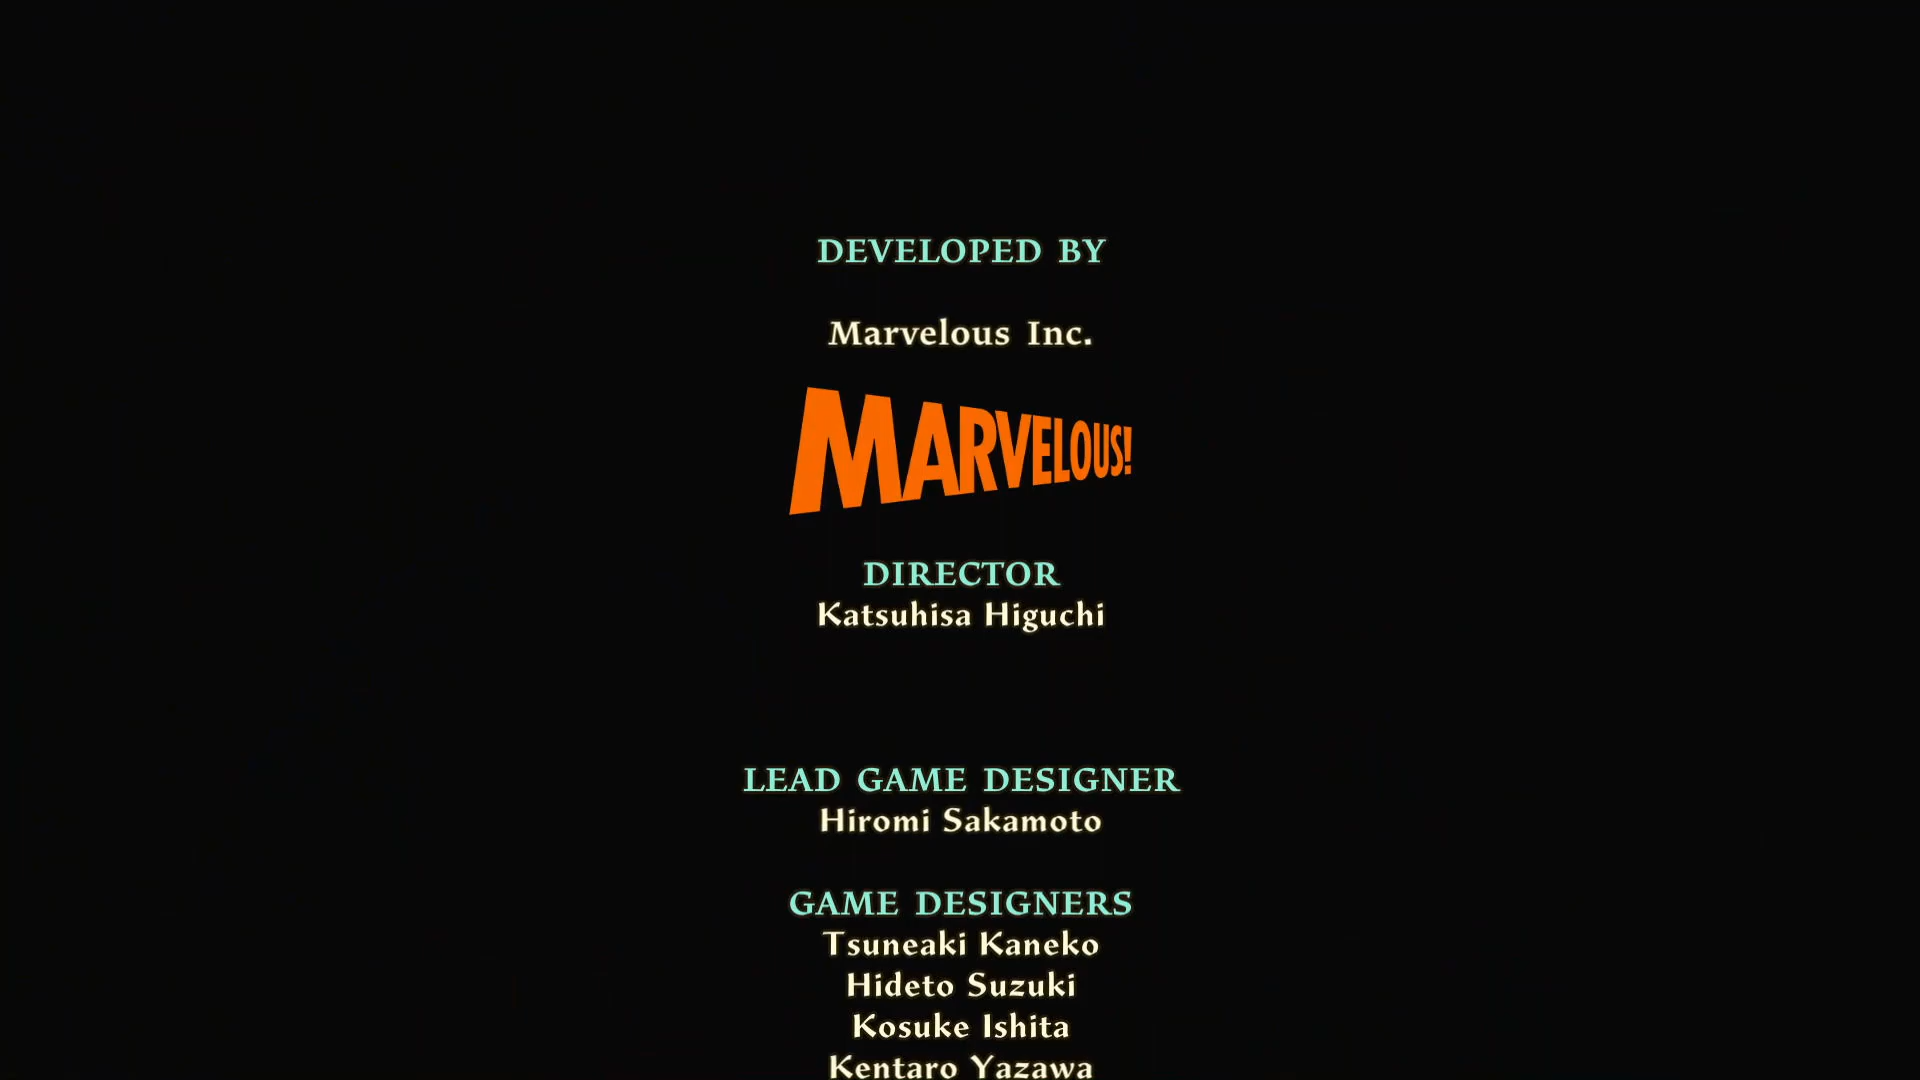 DEVELOPED BY
Marvelous Inc.
MARVELOUS!
DIRECTOR
Katsuhisa Higuchi
LEAD GAME DESIGNER
Hiromi Sakamoto
GAME DESIGNERS
Tsuneaki Kaneko
Hideto Suzuki
Kosuke Ishita
Kentaro Yazawa